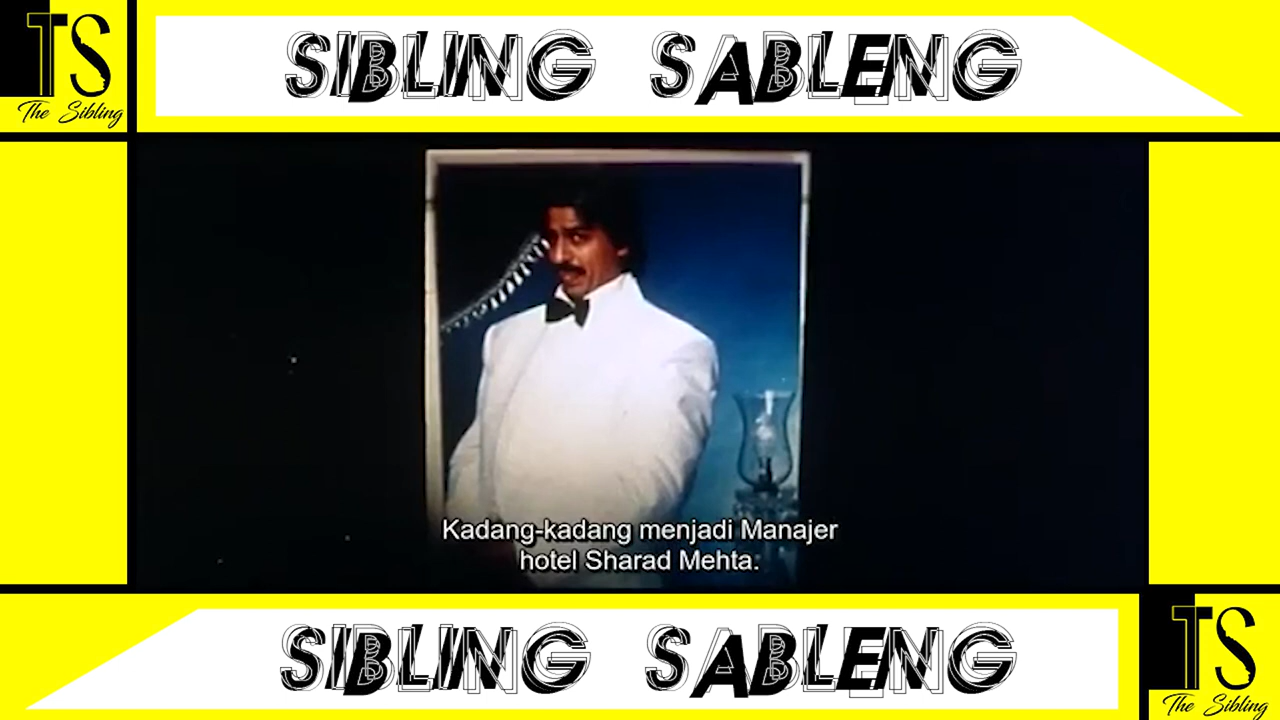 TS
The Sibling
SIBLING SABLENG
Kadang-kadang menjadi Manajer
hotel Sharad Mehta.
SIBLING SABLENG
TS
The Sibling